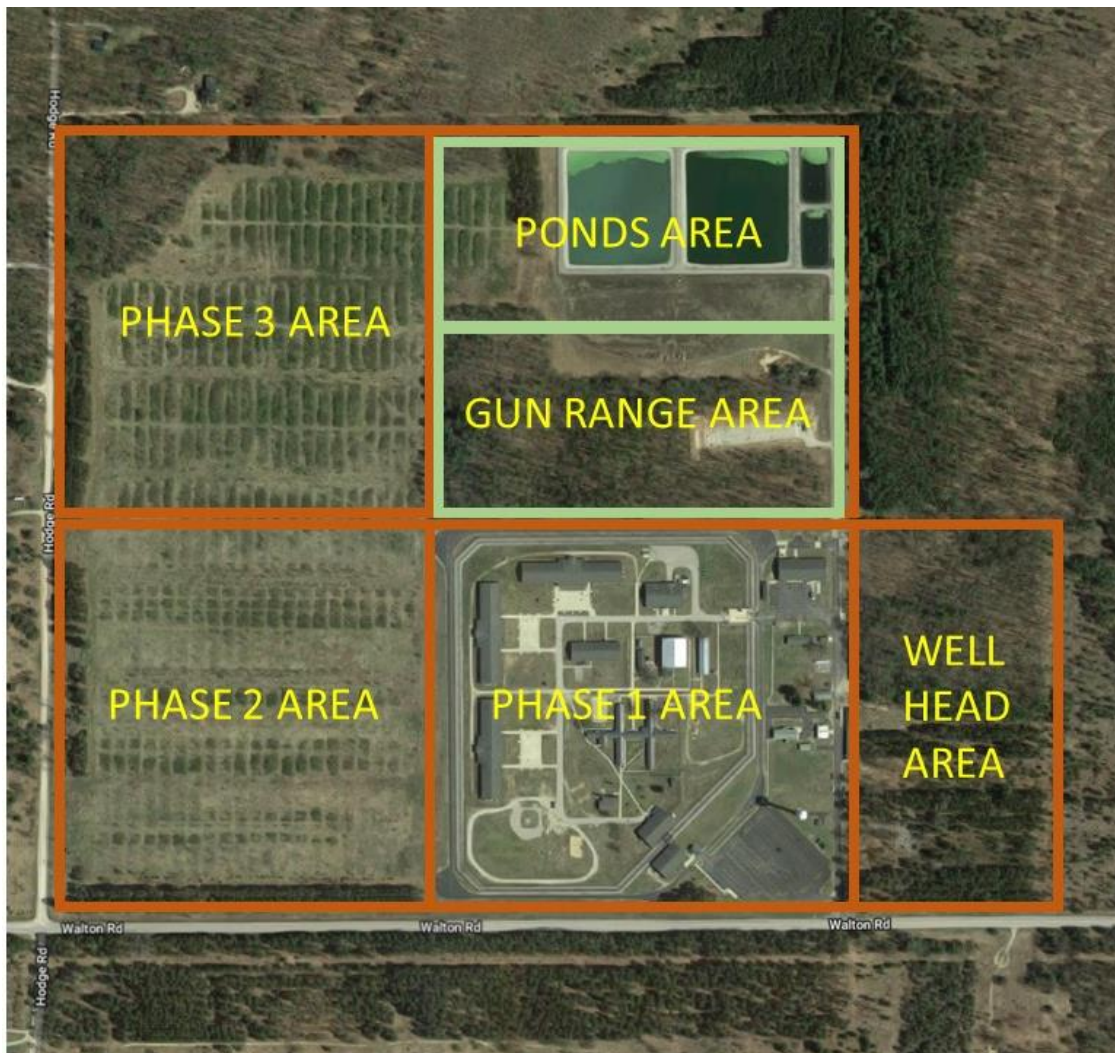 Hodge Rd
PONDS AREA
PHASE 3 AREA
GUN RANGE AREA
Hodge Rd
WELL
HEAD
AREA
PHASE 2 AREA
PHASE 1 AREA
Walton Rd
Walton Rd
Walton Rd
Hodge Rd